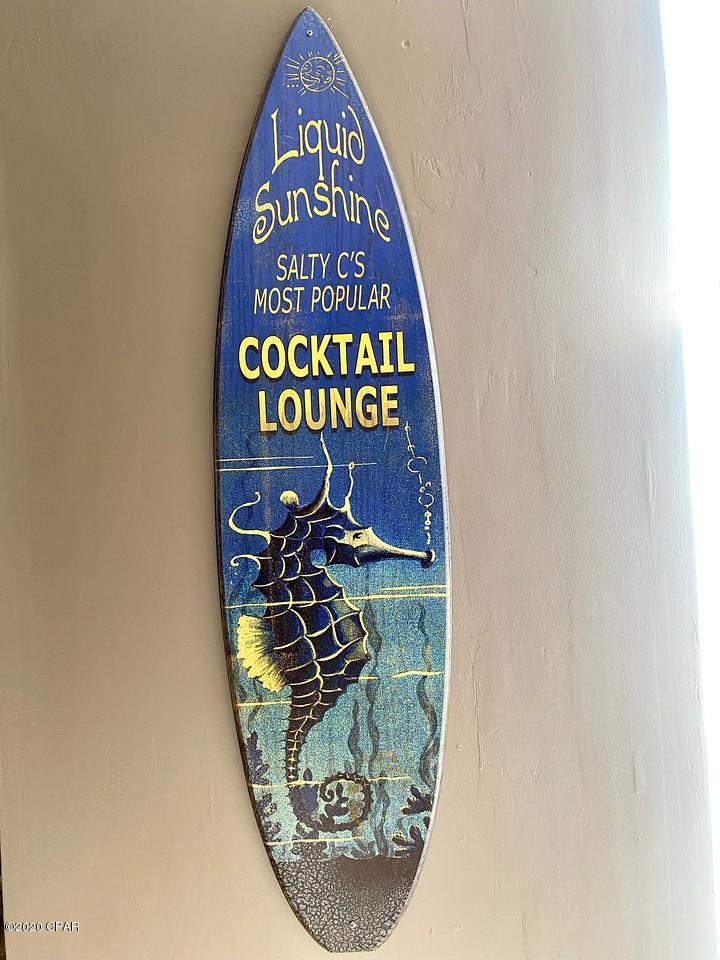 Liquid
Sunshine
SALTY C'S
MOST POPULAR
COCKTAIL
LOUNGE
©2020 CPAR